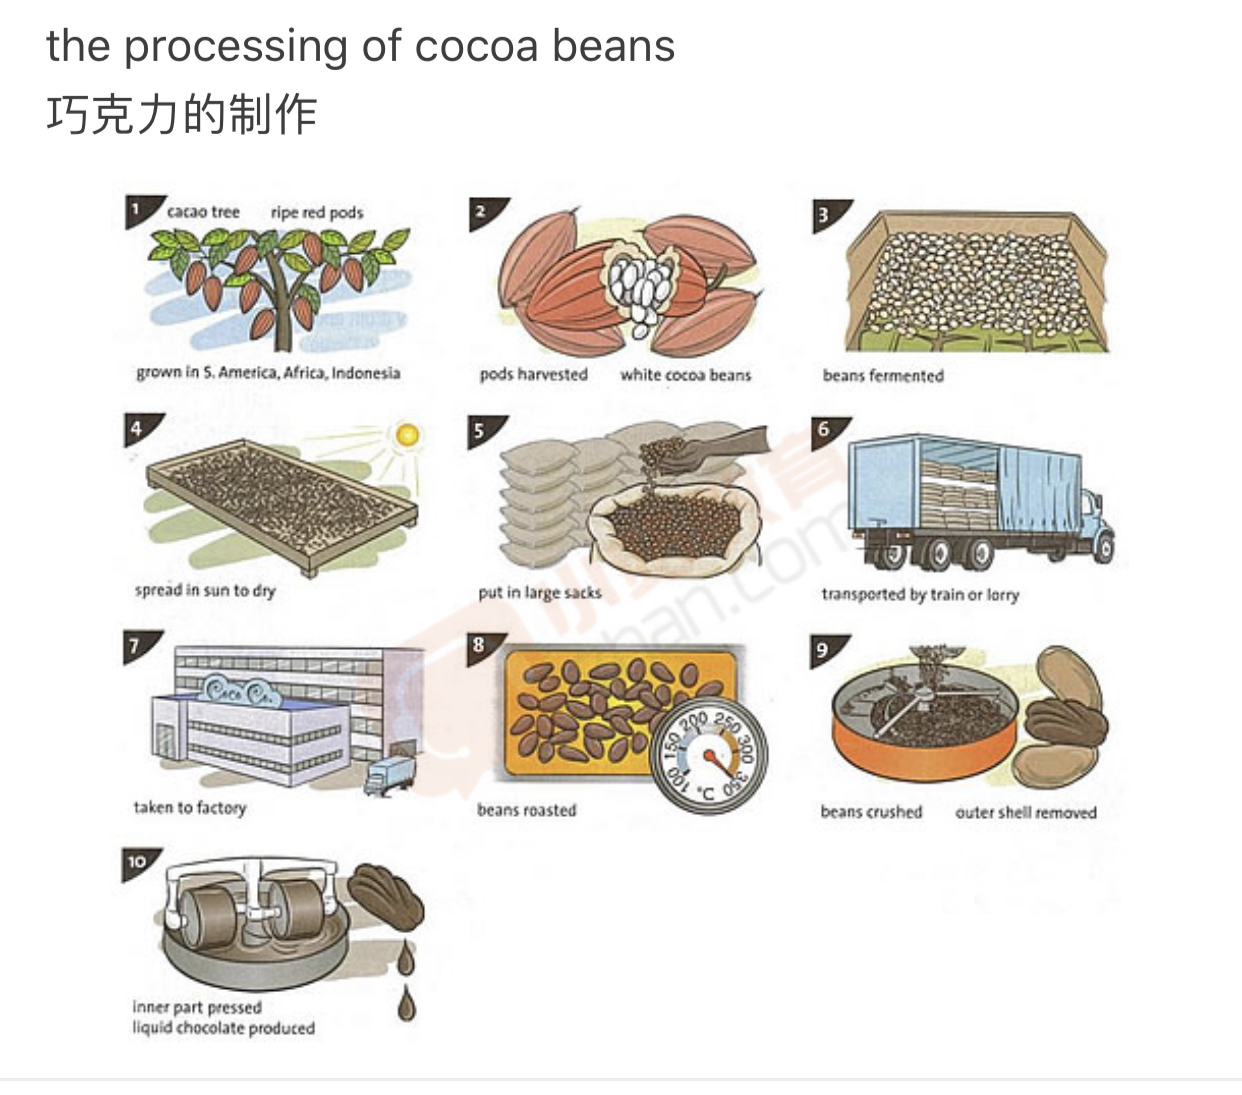 the processing of cocoa beans
巧克力的制作
1
cacao tree ripe red pods
grown in S. America, Africa, Indonesia
2
pods harvested white cocoa beans
3
beans fermented
4
spread in sun to dry
5
put in large sacks
6
transported by train or lorry
7
Coco Co.
taken to factory
8
100 150 200 250 300 350
°C
beans roasted
9
beans crushed outer shell removed
10
inner part pressed
liquid chocolate produced